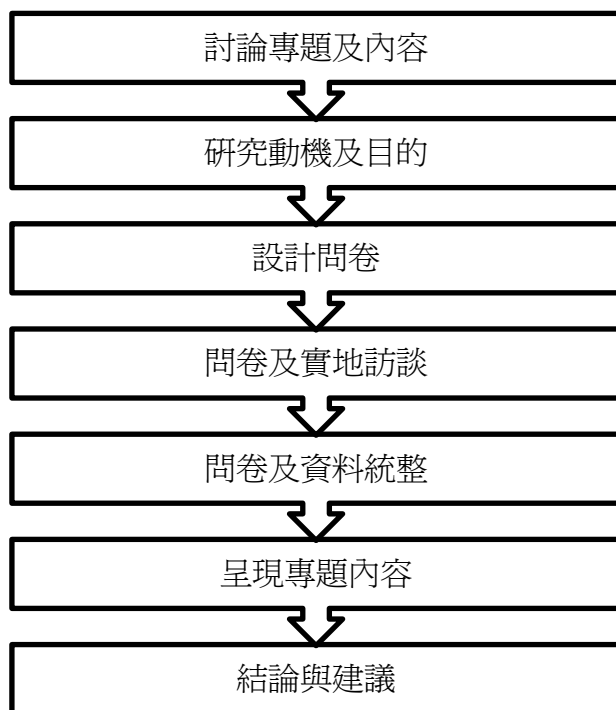 討論專題及內容
研究動機及目的
設計問卷
問卷及實地訪談
問卷及資料統整
呈現專題內容
結論與建議